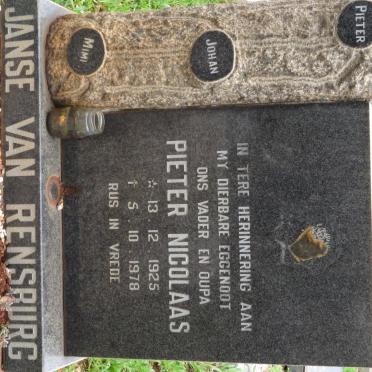 PIETER
JOHAN
MIMI
IN TERE HERINNERING AAN
MY DIERBARE EGGENOOT
ONS VADER EN OUPA
PIETER NICOLAAS
☆ 13. 12. 1925
† 5. 10. 1978
RUS IN VREDE
JANSE VAN RENSBURG